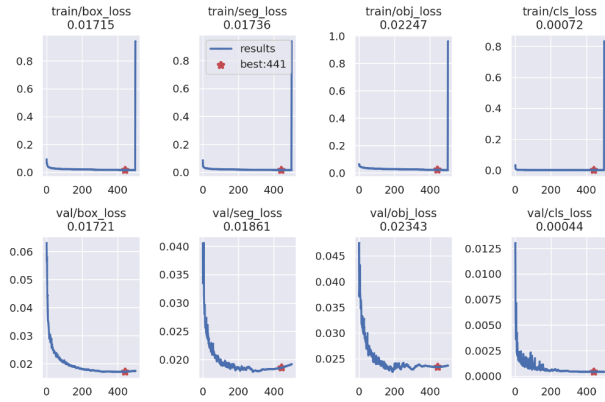 train/box_loss
0.01715
train/seg_loss
0.01736
train/obj_loss
0.02247
train/cls_loss
0.00072
0.8
0.6
0.4
0.2
0.0
0 200 400
0.8
0.6
0.4
0.2
0.0
0 200 400
results
best:441
1.0
0.8
0.6
0.4
0.2
0.0
0 200 400
0.8
0.6
0.4
0.2
0.0
0 200 400
val/box_loss
0.01721
val/seg_loss
0.01861
val/obj_loss
0.02343
val/cls_loss
0.00044
0.06
0.05
0.04
0.03
0.02
0 200 400
0.040
0.035
0.030
0.025
0.020
0 200 400
0.045
0.040
0.035
0.030
0.025
0 200 400
0.0125
0.0100
0.0075
0.0050
0.0025
0.0000
0 200 400